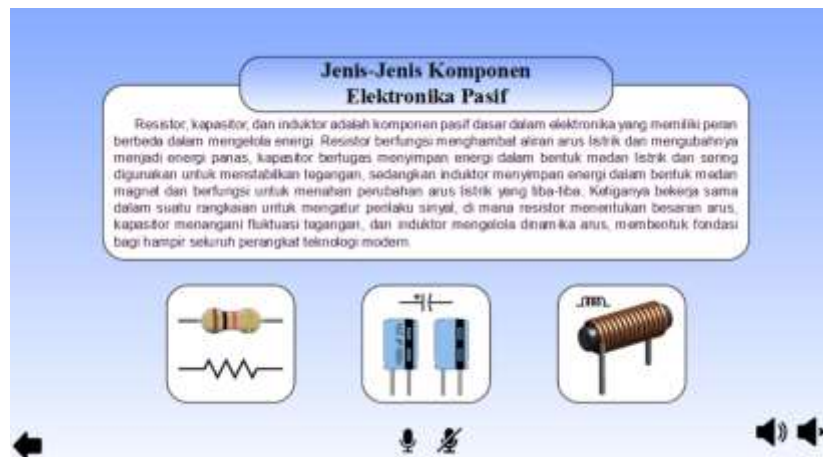 Jenis-Jenis Komponen
Elektronika Pasif
Resistor, kapasitor, dan induktor adalah komponen pasif dasar dalam elektronika yang memiliki peran
berbeda dalam mengelola energi. Resistor berfungsi menghambat aliran arus listrik dan mengubahnya
menjadi energi panas, kapasitor bertugas menyimpan energi dalam bentuk medan listrik dan sering
digunakan untuk menstabilkan tegangan, sedangkan induktor menyimpan energi dalam bentuk medan
magnet dan berfungsi untuk menahan perubahan arus listrik yang tiba-tiba. Ketiganya bekerja sama
dalam suatu rangkaian untuk mengatur perilaku sinyal, di mana resistor menentukan besaran arus,
kapasitor menangani fluktuasi tegangan, dan induktor mengelola dinamika arus, membentuk fondasi
bagi hampir seluruh perangkat teknologi modern.